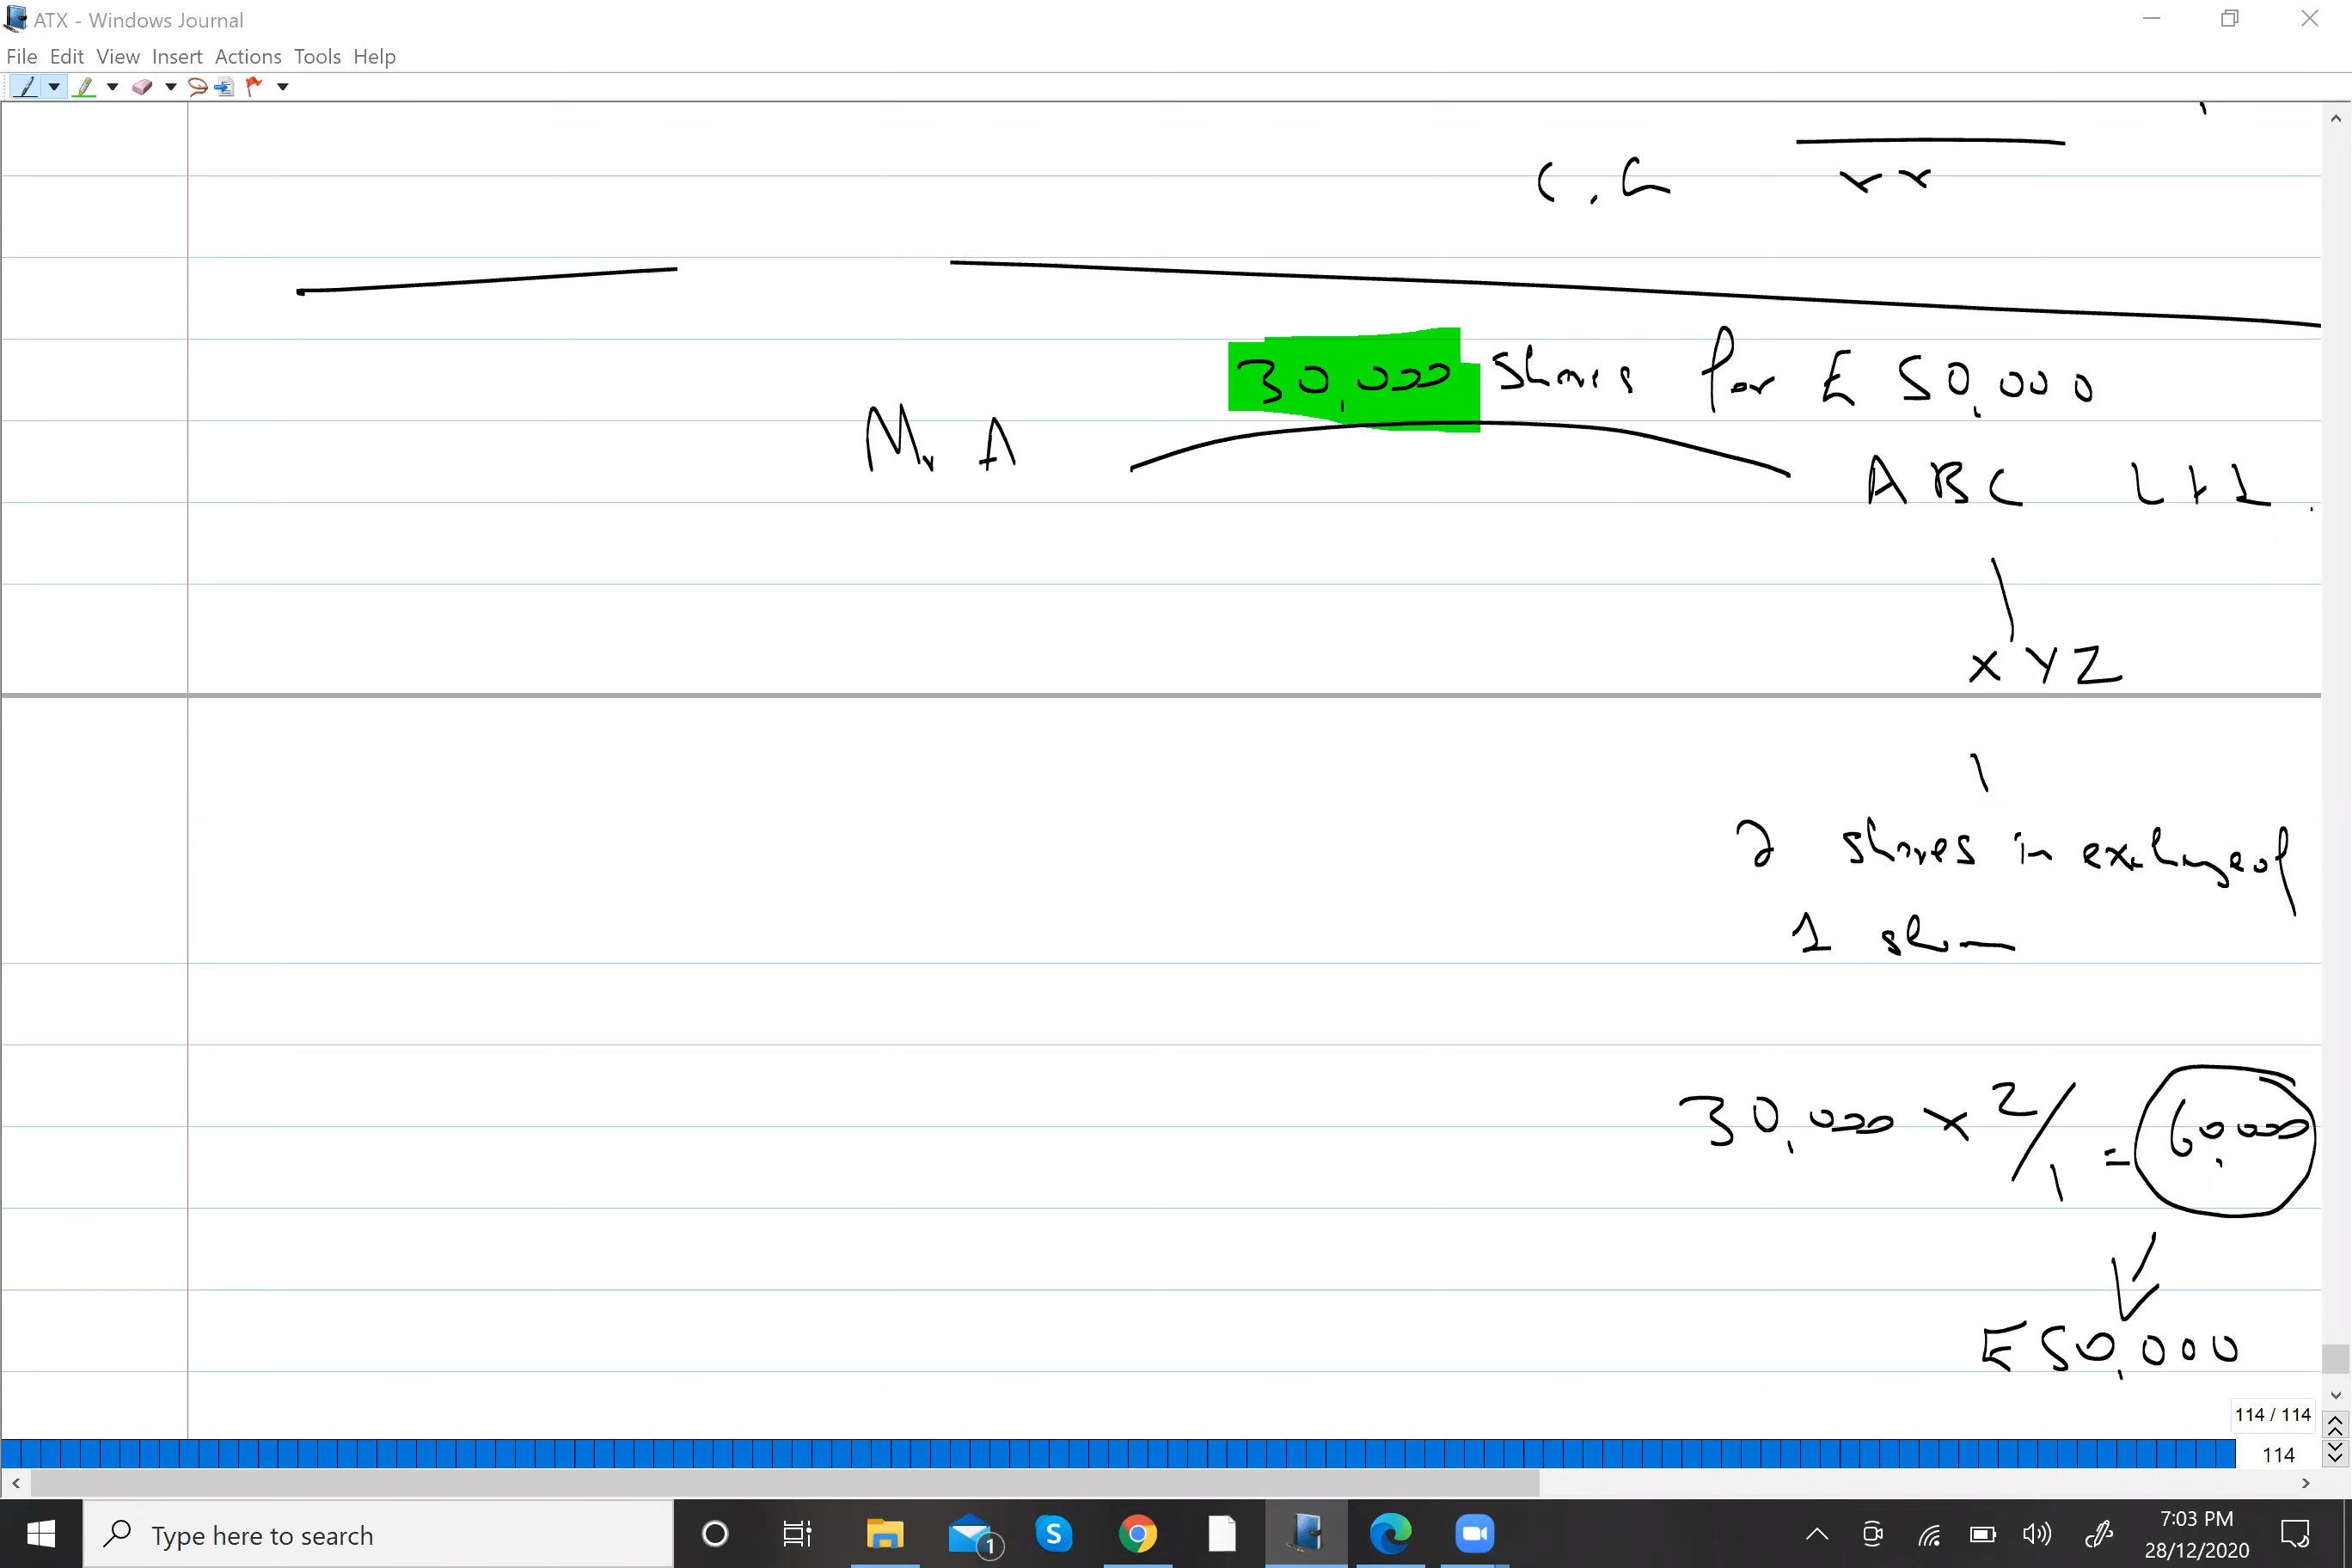 ATX - Windows Journal
File Edit View Insert Actions Tools Help
C.G xx
30,000 shares for £50,000
Mr A
ABC Ltd.
XYZ
2 shares in exchange of
1 share
30,000 x 2/1 = 60,000
£50,000
114 / 114
114
Type here to search
1
7:03 PM
28/12/2020